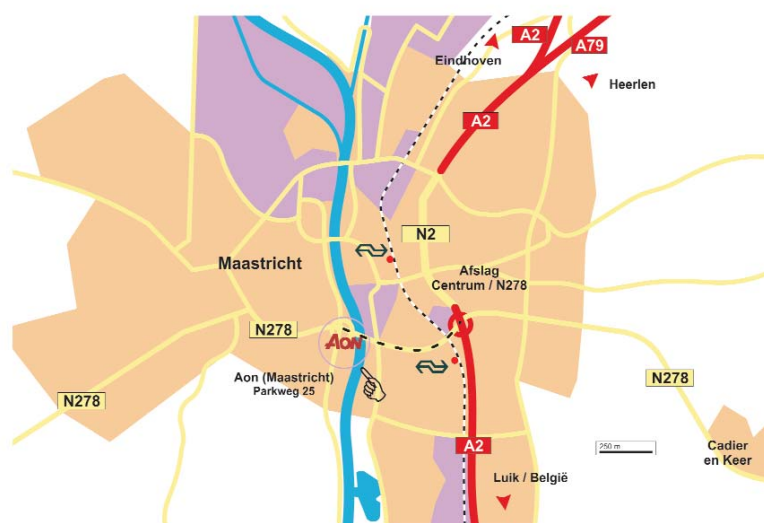 A2
A79
Eindhoven
Heerlen
A2
N2
Maastricht
Afslag
Centrum / N278
N278
AON
Aon (Maastricht)
Parkweg 25
N278
N278
A2
250 m
Cadier
en Keer
Luik / België